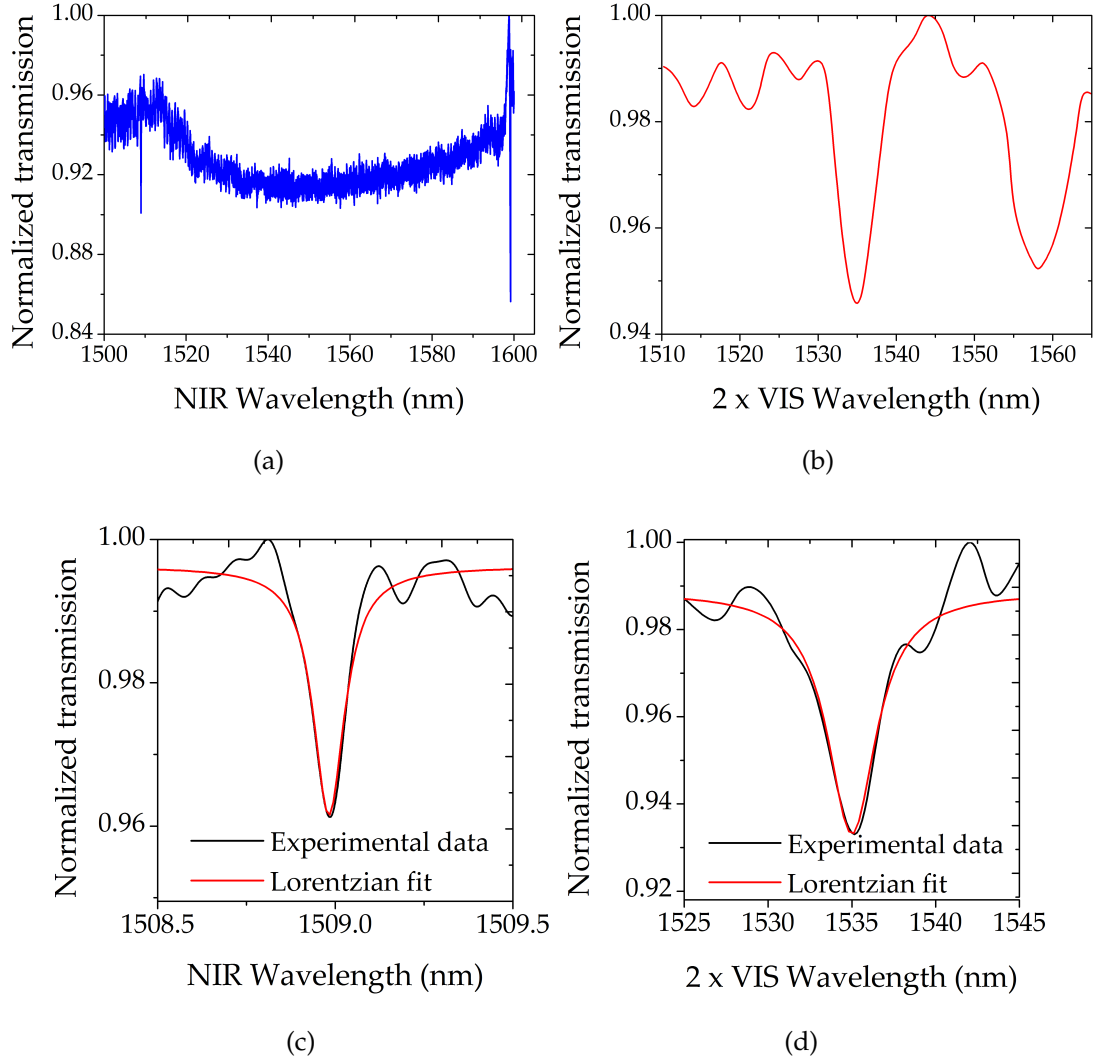 Normalized transmission
1.00
0.96
0.92
0.88
0.84
1500 1520 1540 1560 1580 1600
NIR Wavelength (nm)
(a)
Normalized transmission
1.00
0.98
0.96
0.94
1510 1520 1530 1540 1550 1560
2 x VIS Wavelength (nm)
(b)
Normalized transmission
1.00
0.98
0.96
Experimental data
Lorentzian fit
1508.5 1509.0 1509.5
NIR Wavelength (nm)
(c)
Normalized transmission
1.00
0.98
0.96
0.94
0.92
Experimental data
Lorentzian fit
1525 1530 1535 1540 1545
2 x VIS Wavelength (nm)
(d)